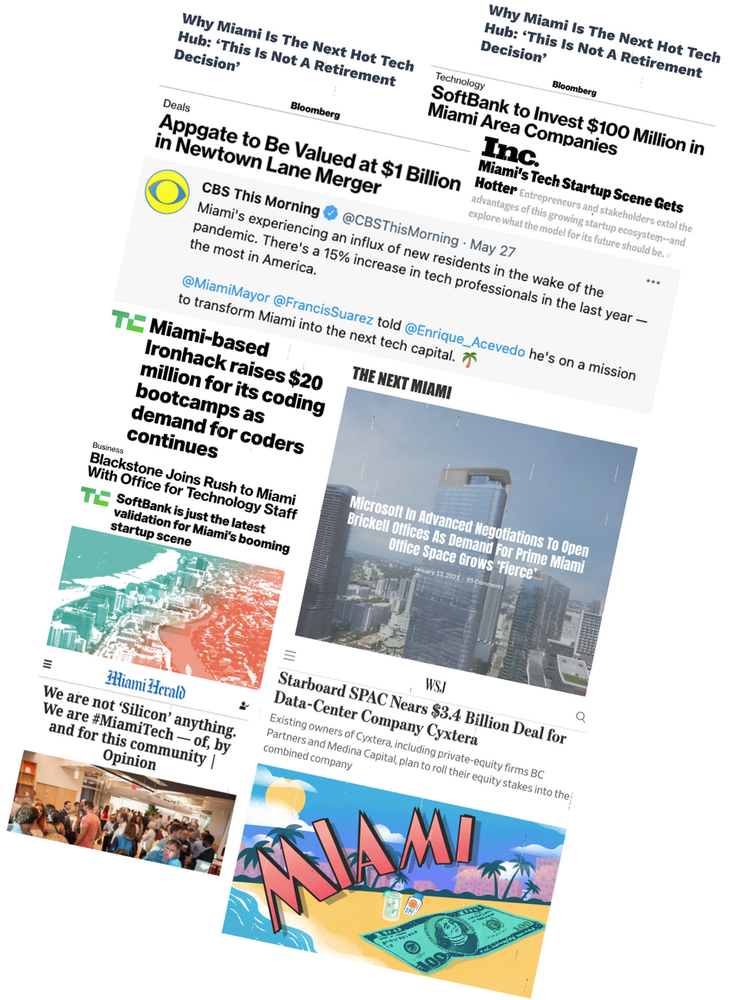 Why Miami Is The Next Hot Tech
Hub: ‘This Is Not A Retirement
Decision’
Why Miami Is The Next Hot Tech
Hub: ‘This Is Not A Retirement
Decision’
Bloomberg
Deals
Appgate to Be Valued at $1 Billion
in Newtown Lane Merger
Bloomberg
Technology
SoftBank to Invest $100 Million in
Miami Area Companies
Inc.
Miami's Tech Startup Scene Gets
Hotter Entrepreneurs and stakeholders extol the
advantages of this growing startup ecosystem--and
explore what the model for its future should be.
CBS This Morning @CBSThisMorning · May 27
Miami's experiencing an influx of new residents in the wake of the
pandemic. There's a 15% increase in tech professionals in the last year —
the most in America.
@MiamiMayor @FrancisSuarez told @Enrique_Acevedo he's on a mission
to transform Miami into the next tech capital. 🌴
TC
Miami-based
Ironhack raises $20
million for its coding
bootcamps as
demand for coders
continues
Business
Blackstone Joins Rush to Miami
With Office for Technology Staff
TC
SoftBank is just the latest
validation for Miami's booming
startup scene
THE NEXT MIAMI
Microsoft In Advanced Negotiations To Open
Brickell Offices As Demand For Prime Miami
Office Space Grows ‘Fierce’
January 13, 2021 · 85 Comments
Miami Herald
We are not ‘Silicon’ anything.
We are #MiamiTech — of, by
and for this community |
Opinion
WSJ
Starboard SPAC Nears $3.4 Billion Deal for
Data-Center Company Cyxtera
Existing owners of Cyxtera, including private-equity firms BC
Partners and Medina Capital, plan to roll their equity stakes into the
combined company
MIAMI
SPF
100
100
100
100